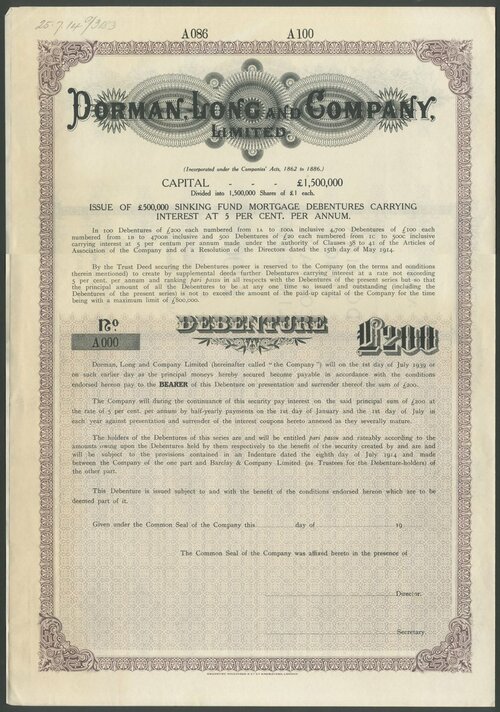 25.7.14
A086 A100
DORMAN, LONG AND COMPANY,
LIMITED.
(Incorporated under the Companies' Acts, 1862 to 1886.)
CAPITAL - - £1,500,000
Divided into 1,500,000 Shares of £1 each.
ISSUE OF £500,000 SINKING FUND MORTGAGE DEBENTURES CARRYING
INTEREST AT 5 PER CENT. PER ANNUM.
In 100 Debentures of £200 each numbered from 1A to 100A inclusive 4,700 Debentures of £100 each
numbered from 1B to 4700B inclusive and 500 Debentures of £20 each numbered from 1C to 500C inclusive
carrying interest at 5 per centum per annum made under the authority of Clauses 38 to 41 of the Articles of
Association of the Company and of a Resolution of the Directors dated the 15th day of May 1914.
By the Trust Deed securing the Debentures power is reserved to the Company (on the terms and conditions
therein mentioned) to create by supplemental deeds further Debentures carrying interest at a rate not exceeding
5 per cent. per annum and ranking pari passu in all respects with the Debentures of the present series but so that
the principal amount of all the Debentures to be at any one time so issued and outstanding (including the
Debentures of the present series) is not to exceed the amount of the paid-up capital of the Company for the time
being with a maximum limit of £800,000.
No DEBENTURE £200
A000
Dorman, Long and Company Limited (hereinafter called "the Company") will on the 1st day of July 1939 or
on such earlier day as the principal moneys hereby secured become payable in accordance with the conditions
endorsed hereon pay to the BEARER of this Debenture on presentation and surrender thereof the sum of £200.
The Company will during the continuance of this security pay interest on the said principal sum of £200 at
the rate of 5 per cent. per annum by half-yearly payments on the 1st day of January and the 1st day of July in
each year against presentation and surrender of the interest coupons hereto annexed as they severally mature.
The holders of the Debentures of this series are and will be entitled pari passu and rateably according to the
amounts owing upon the Debentures held by them respectively to the benefit of the security created by and are and
will be subject to the provisions contained in an Indenture dated the eighth day of July 1914 and made
between the Company of the one part and Barclay & Company Limited (as Trustees for the Debenture-holders) of
the other part.
This Debenture is issued subject to and with the benefit of the conditions endorsed hereon which are to be
deemed part of it.
Given under the Common Seal of the Company this day of 19
The Common Seal of the Company was affixed hereto in the presence of
Director.
Secretary.